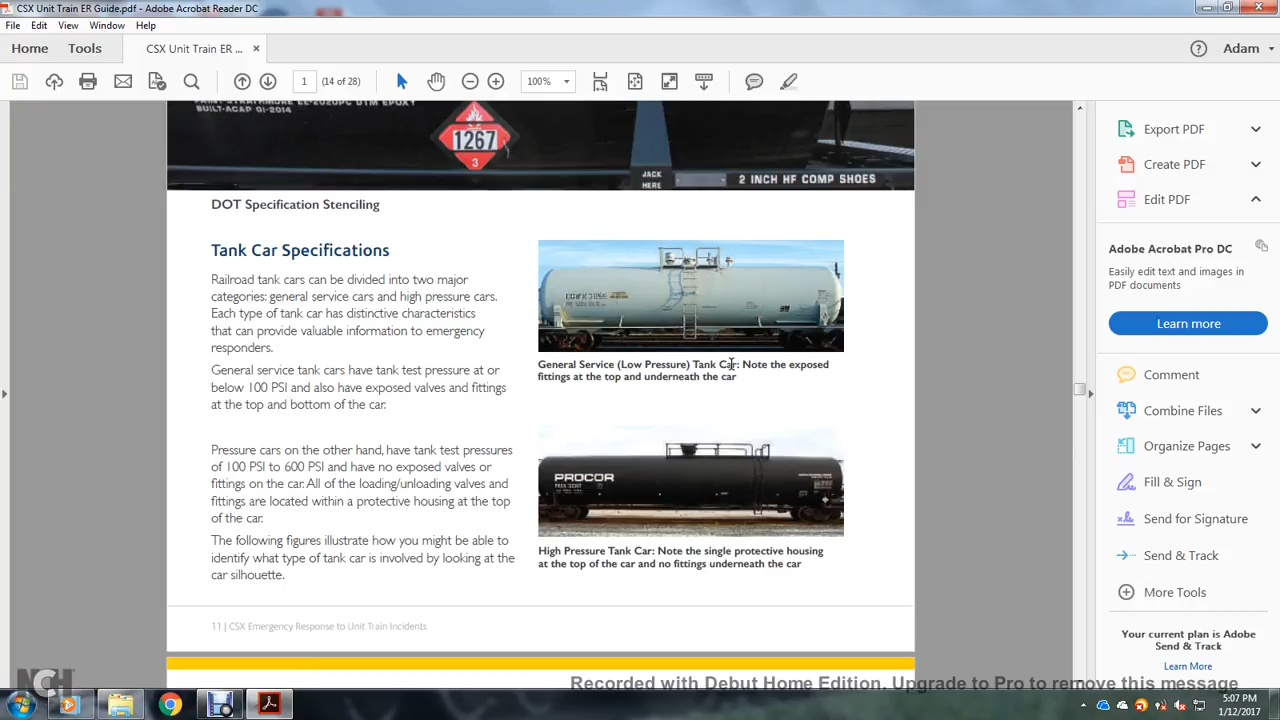 CSX Unit Train ER Guide.pdf - Adobe Acrobat Reader DC
File Edit View Window Help
Home Tools CSX Unit Train ER ... × Adam
1 (14 of 28) 100%
BUILT-ACAP 01-2014
1267
3
JACK
HERE
2 INCH HF COMP SHOES
DOT Specification Stenciling
Tank Car Specifications
Railroad tank cars can be divided into two major
categories: general service cars and high pressure cars.
Each type of tank car has distinctive characteristics
that can provide valuable information to emergency
responders.
General service tank cars have tank test pressure at or
below 100 PSI and also have exposed valves and fittings
at the top and bottom of the car.
Pressure cars on the other hand, have tank test pressures
of 100 PSI to 600 PSI and have no exposed valves or
fittings on the car. All of the loading/unloading valves and
fittings are located within a protective housing at the top
of the car.
The following figures illustrate how you might be able to
identify what type of tank car is involved by looking at the
car silhouette.
General Service (Low Pressure) Tank Car: Note the exposed
fittings at the top and underneath the car
PROCOR
High Pressure Tank Car: Note the single protective housing
at the top of the car and no fittings underneath the car
11 | CSX Emergency Response to Unit Train Incidents
Export PDF
Create PDF
Edit PDF
Adobe Acrobat Pro DC
Easily edit text and images in
PDF documents
Learn more
Comment
Combine Files
Organize Pages
Fill & Sign
Send for Signature
Send & Track
More Tools
Your current plan is Adobe
Send & Track
Learn More
NCH
Recorded with Debut Home Edition. Upgrade to Pro to remove this message
5:07 PM
1/12/2017